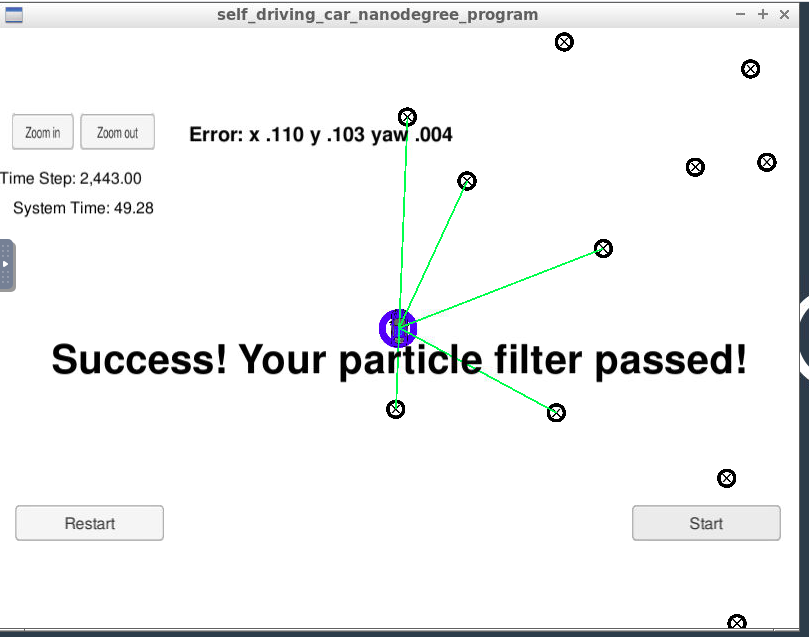 self_driving_car_nanodegree_program
Zoom in
Zoom out
Error: x .110 y .103 yaw .004
Time Step: 2,443.00
System Time: 49.28
Success! Your particle filter passed!
Restart
Start